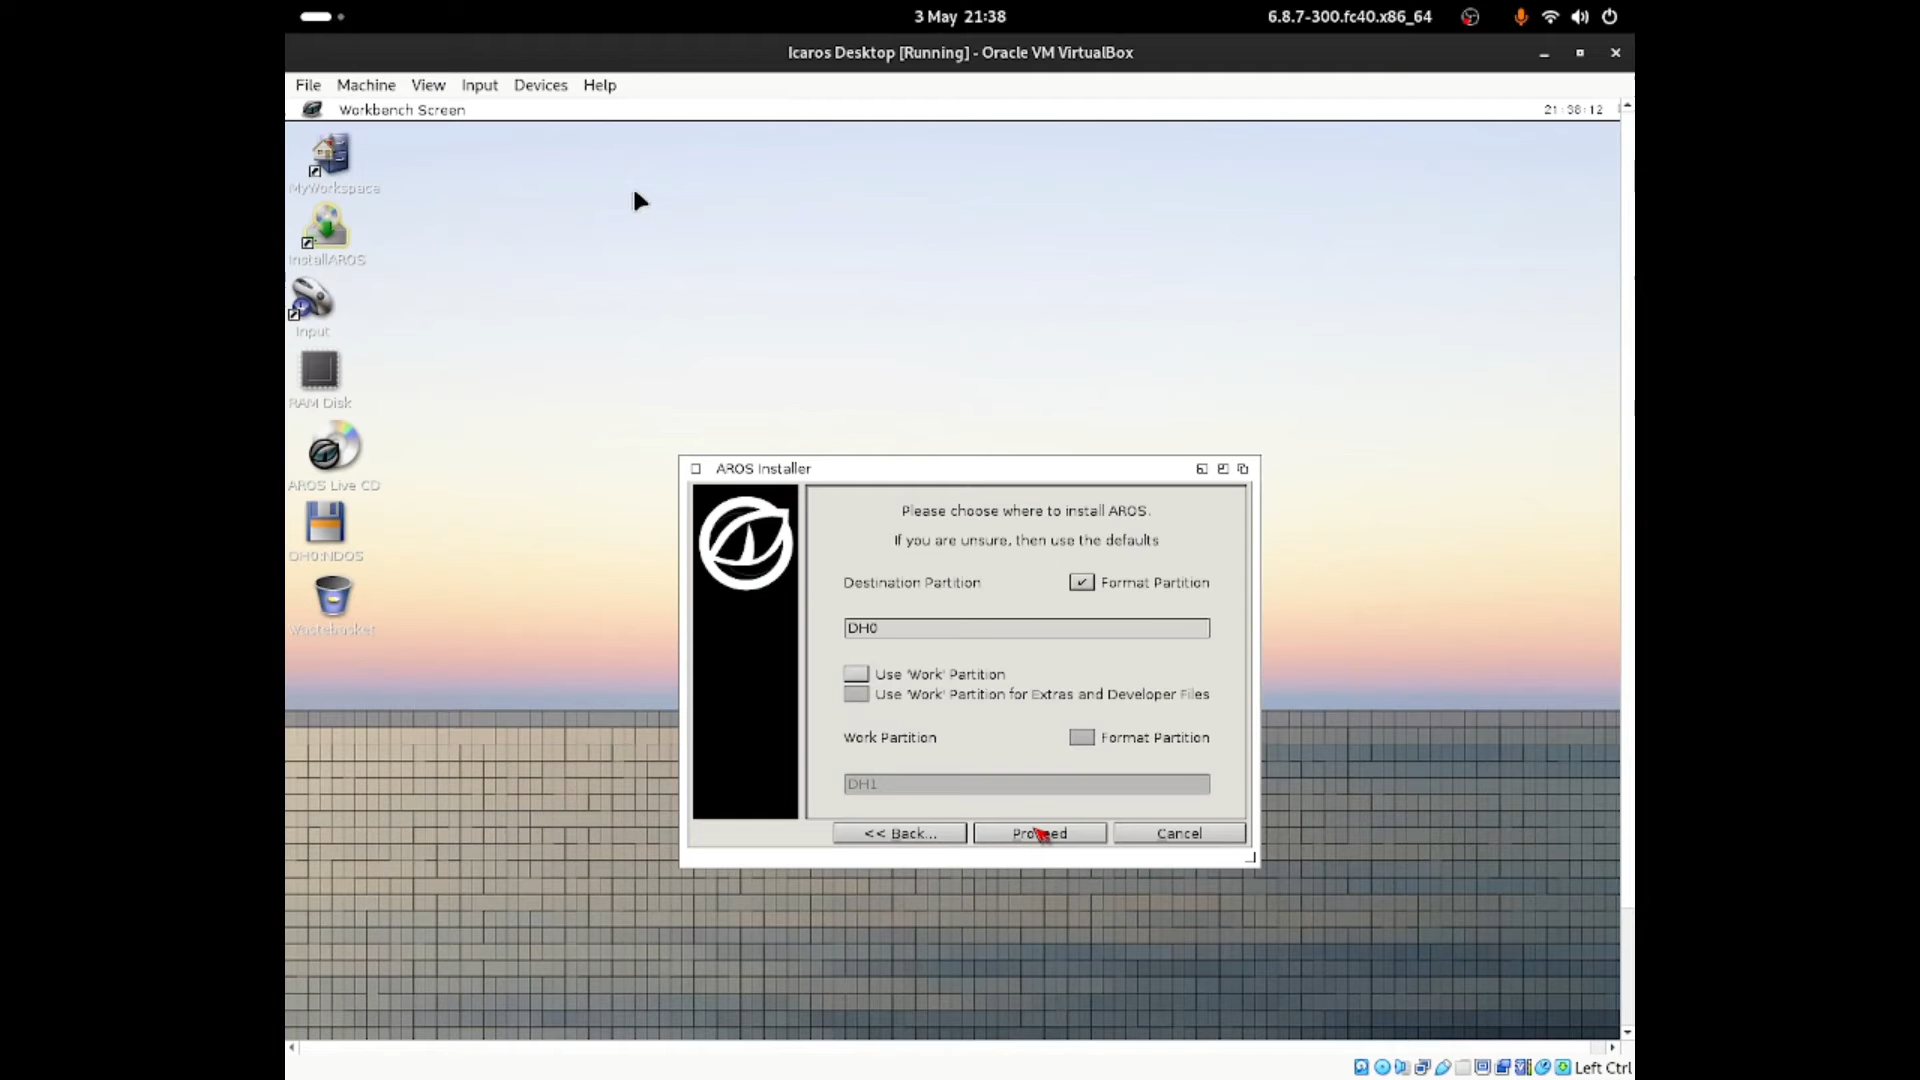 3 May 21:38
6.8.7-300.fc40.x86_64
Icaros Desktop [Running] - Oracle VM VirtualBox
File Machine View Input Devices Help
Workbench Screen
21:38:12
MyWorkspace
InstallAROS
Input
RAM Disk
AROS Live CD
DH0:NDOS
Wastebasket
AROS Installer
Please choose where to install AROS.
If you are unsure, then use the defaults
Destination Partition
Format Partition
DH0
Use 'Work' Partition
Use 'Work' Partition for Extras and Developer Files
Work Partition
Format Partition
DH1
<< Back...
Proceed
Cancel
Left Ctrl